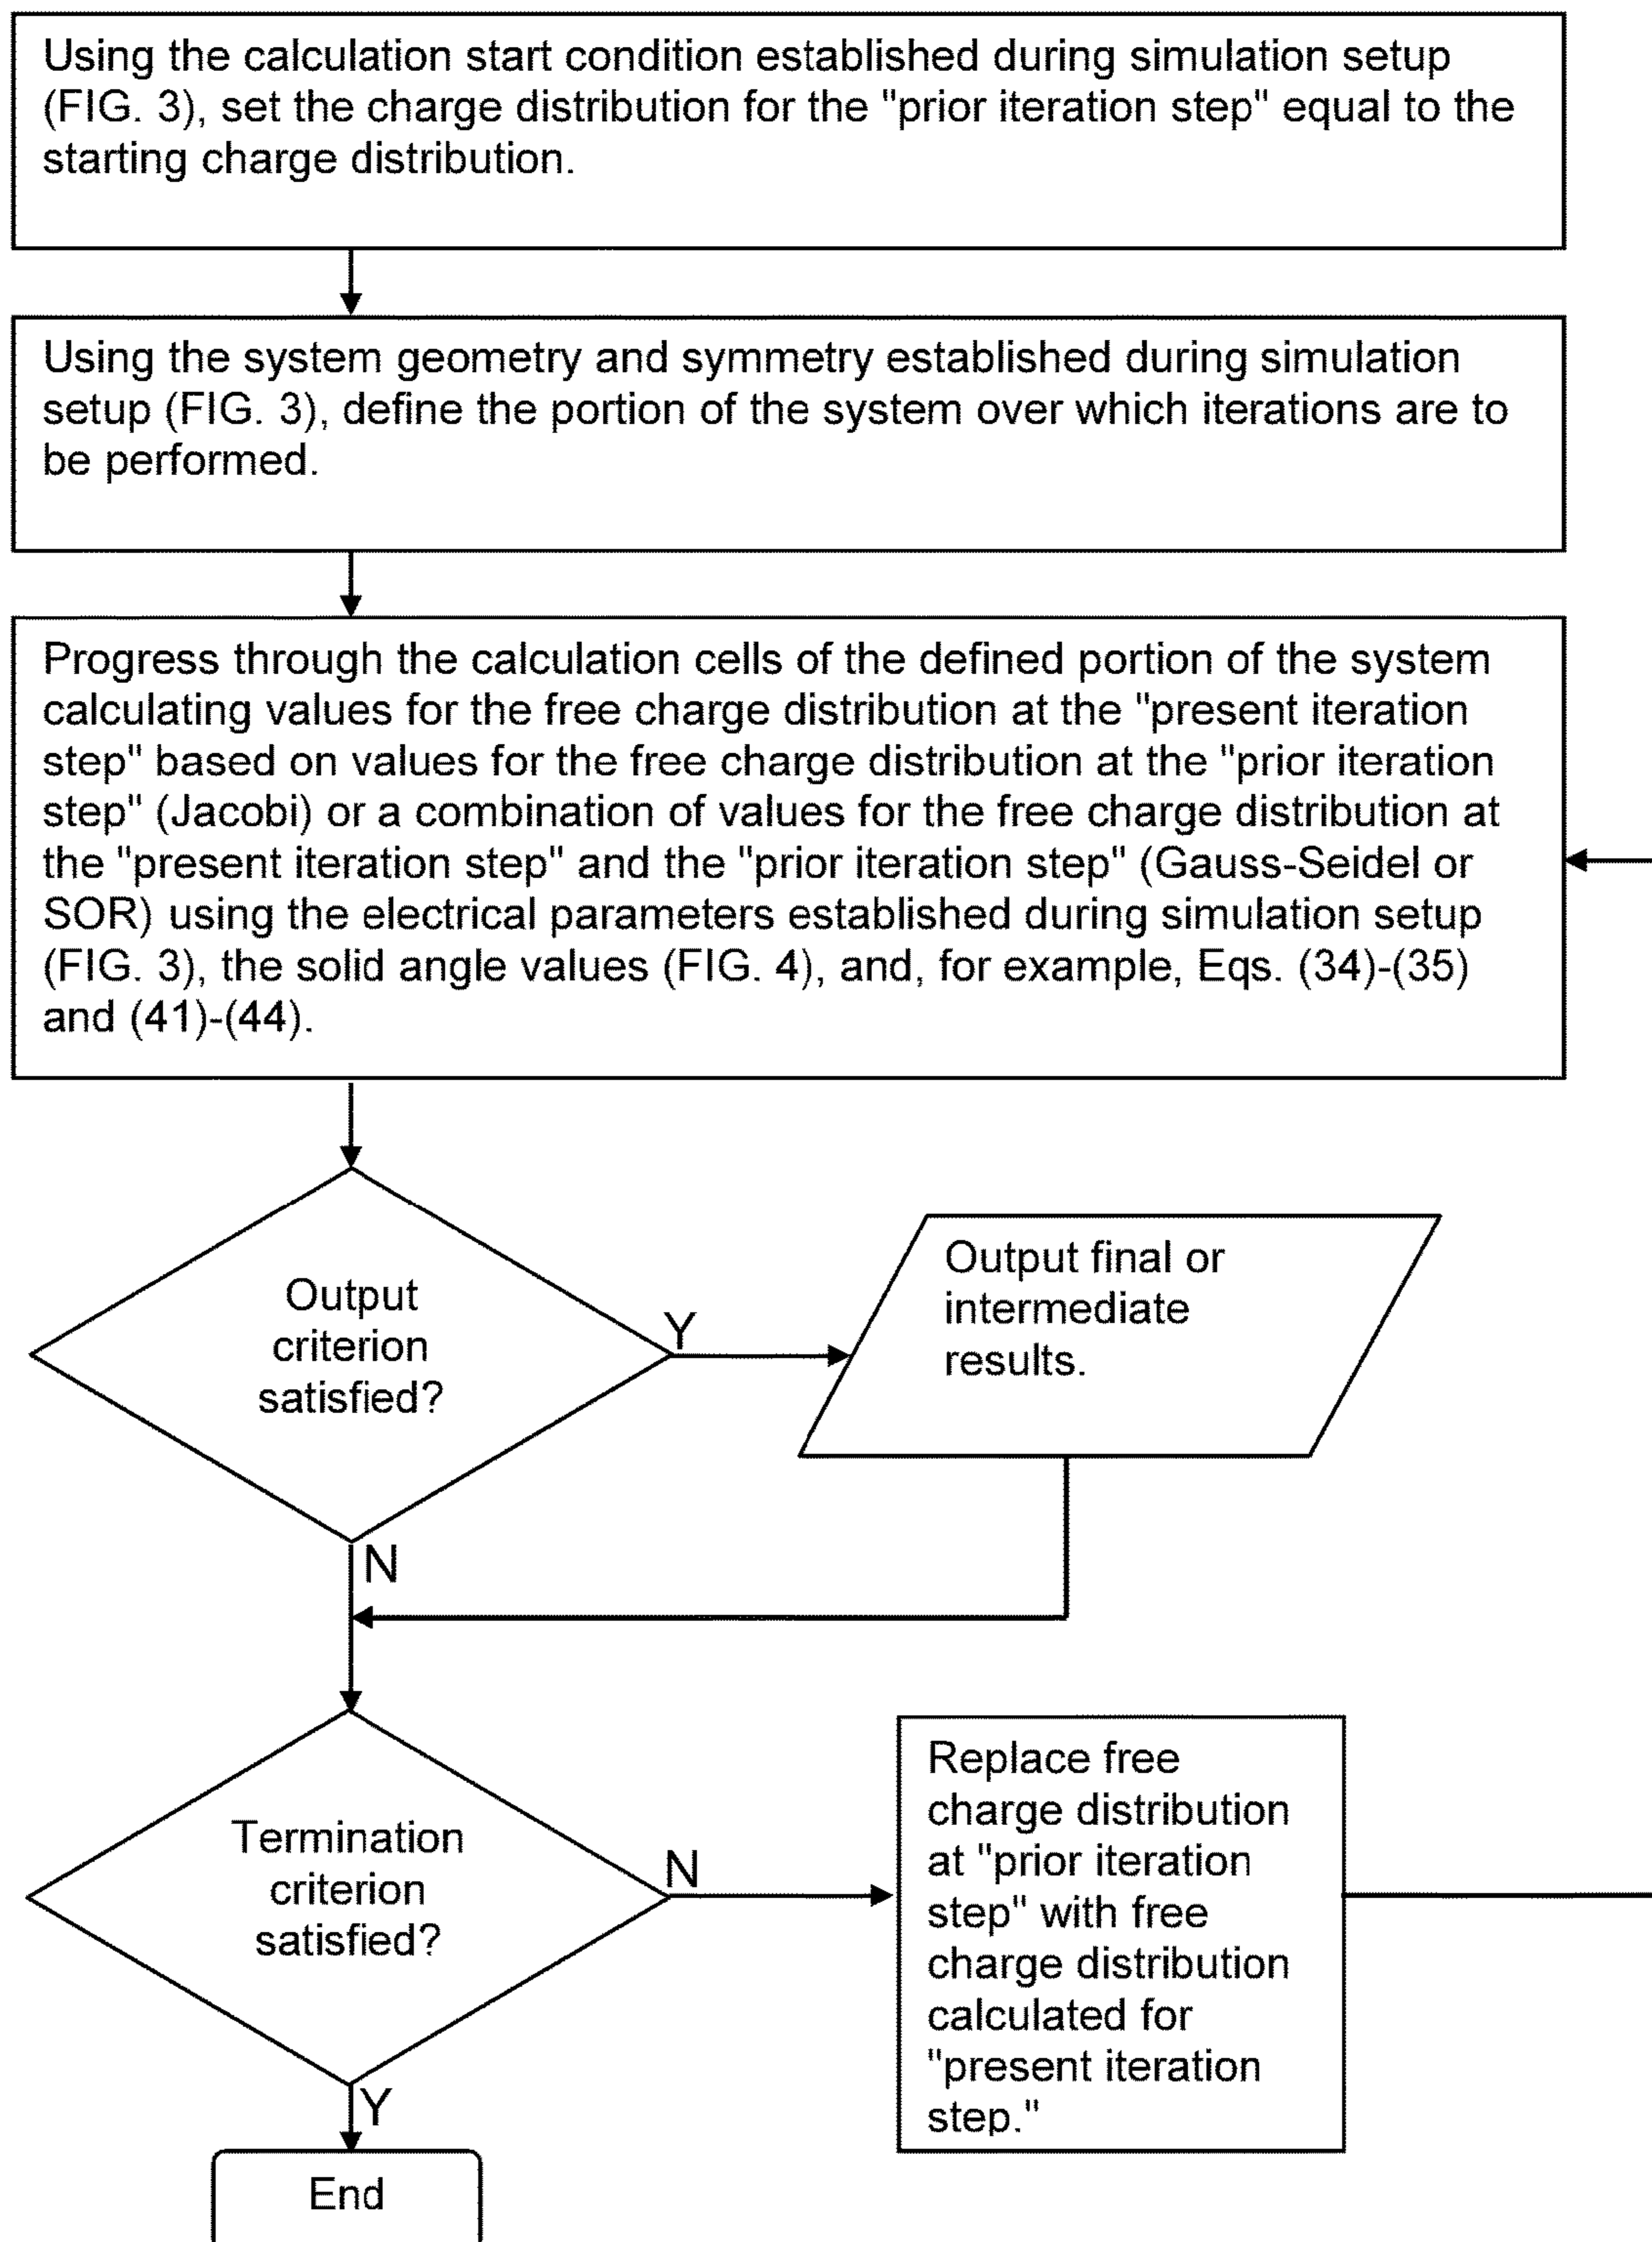 Using the calculation start condition established during simulation setup
(FIG. 3), set the charge distribution for the "prior iteration step" equal to the
starting charge distribution.
Using the system geometry and symmetry established during simulation
setup (FIG. 3), define the portion of the system over which iterations are to
be performed.
Progress through the calculation cells of the defined portion of the system
calculating values for the free charge distribution at the "present iteration
step" based on values for the free charge distribution at the "prior iteration
step" (Jacobi) or a combination of values for the free charge distribution at
the "present iteration step" and the "prior iteration step" (Gauss-Seidel or
SOR) using the electrical parameters established during simulation setup
(FIG. 3), the solid angle values (FIG. 4), and, for example, Eqs. (34)-(35)
and (41)-(44).
Output
criterion
satisfied?
Y
Output final or
intermediate
results.
N
Termination
criterion
satisfied?
N
Replace free
charge distribution
at "prior iteration
step" with free
charge distribution
calculated for
"present iteration
step."
Y
End